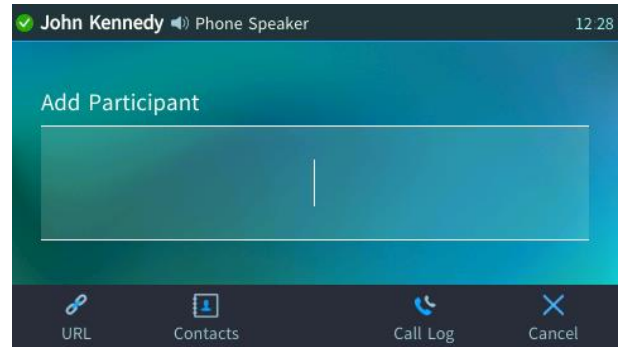 John Kennedy Phone Speaker 12:28
Add Participant
URL Contacts Call Log Cancel